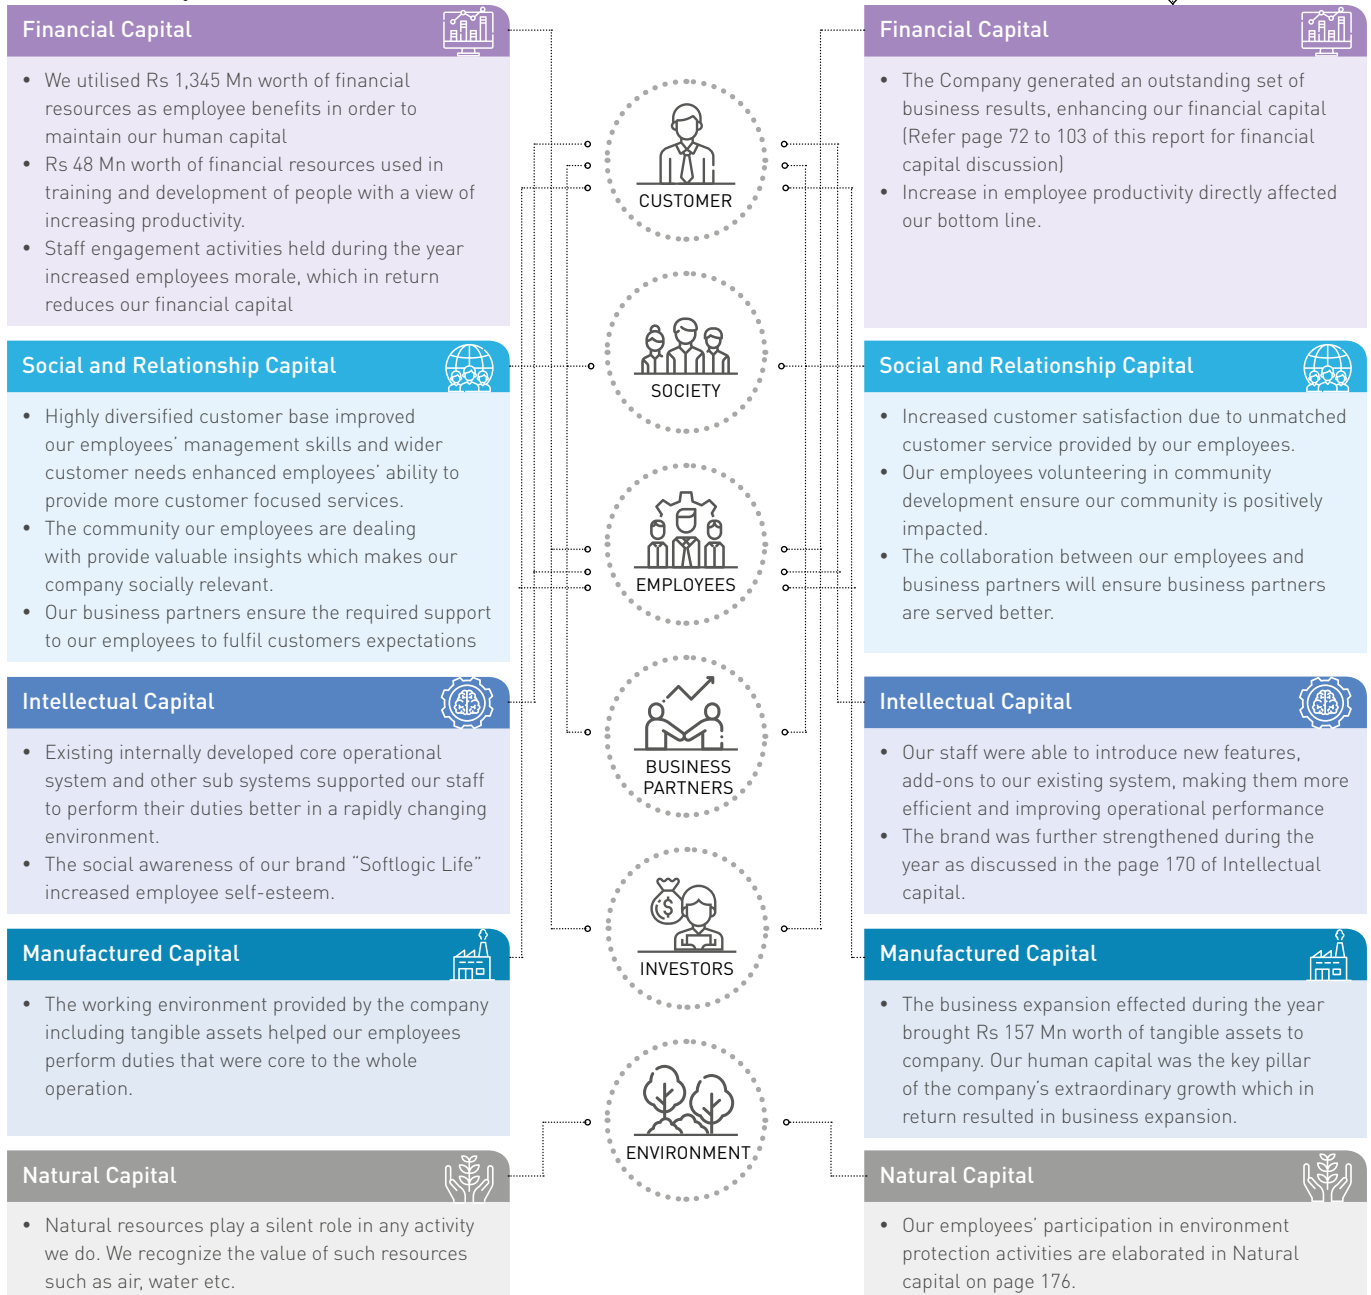 Financial Capital
• We utilised Rs 1,345 Mn worth of financial
resources as employee benefits in order to
maintain our human capital
• Rs 48 Mn worth of financial resources used in
training and development of people with a view of
increasing productivity.
• Staff engagement activities held during the year
increased employees morale, which in return
reduces our financial capital
Social and Relationship Capital
• Highly diversified customer base improved
our employees’ management skills and wider
customer needs enhanced employees’ ability to
provide more customer focused services.
• The community our employees are dealing
with provide valuable insights which makes our
company socially relevant.
• Our business partners ensure the required support
to our employees to fulfil customers expectations
Intellectual Capital
• Existing internally developed core operational
system and other sub systems supported our staff
to perform their duties better in a rapidly changing
environment.
• The social awareness of our brand “Softlogic Life”
increased employee self-esteem.
Manufactured Capital
• The working environment provided by the company
including tangible assets helped our employees
perform duties that were core to the whole
operation.
Natural Capital
• Natural resources play a silent role in any activity
we do. We recognize the value of such resources
such as air, water etc.
CUSTOMER
SOCIETY
EMPLOYEES
BUSINESS
PARTNERS
INVESTORS
ENVIRONMENT
Financial Capital
• The Company generated an outstanding set of
business results, enhancing our financial capital
(Refer page 72 to 103 of this report for financial
capital discussion)
• Increase in employee productivity directly affected
our bottom line.
Social and Relationship Capital
• Increased customer satisfaction due to unmatched
customer service provided by our employees.
• Our employees volunteering in community
development ensure our community is positively
impacted.
• The collaboration between our employees and
business partners will ensure business partners
are served better.
Intellectual Capital
• Our staff were able to introduce new features,
add-ons to our existing system, making them more
efficient and improving operational performance
• The brand was further strengthened during the
year as discussed in the page 170 of Intellectual
capital.
Manufactured Capital
• The business expansion effected during the year
brought Rs 157 Mn worth of tangible assets to
company. Our human capital was the key pillar
of the company’s extraordinary growth which in
return resulted in business expansion.
Natural Capital
• Our employees’ participation in environment
protection activities are elaborated in Natural
capital on page 176.